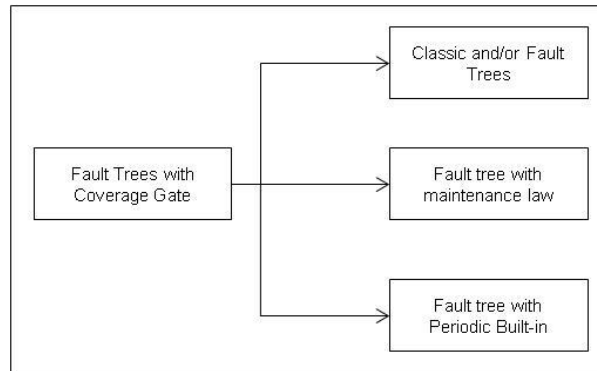 Classic and/or Fault
Trees
Fault Trees with
Coverage Gate
Fault tree with
maintenance law
Fault tree with
Periodic Built-in